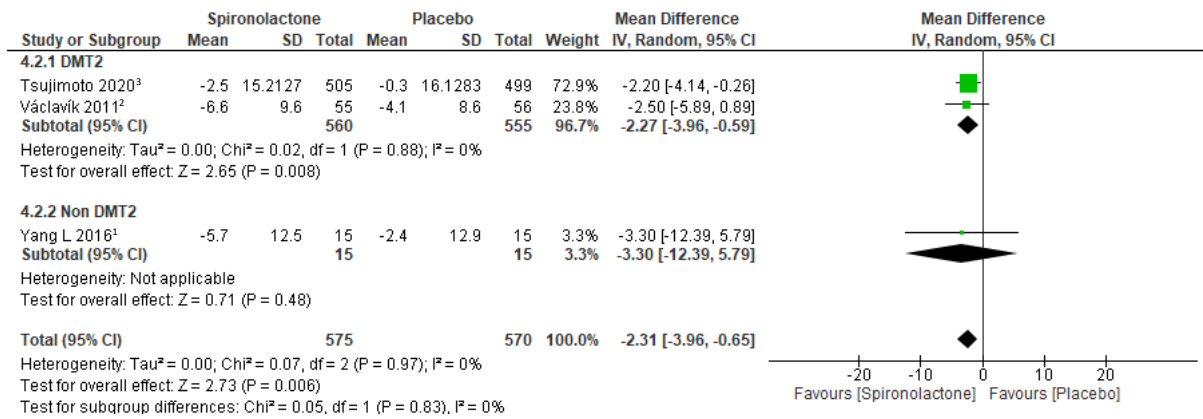 Spironolactone Placebo Mean Difference Mean Difference
Study or Subgroup Mean SD Total Mean SD Total Weight IV, Random, 95% CI IV, Random, 95% CI
4.2.1 DMT2
Tsujimoto 2020³ -2.5 15.2127 505 -0.3 16.1283 499 72.9% -2.20 [-4.14, -0.26]
Václavík 2011² -6.6 9.6 55 -4.1 8.6 56 23.8% -2.50 [-5.89, 0.89]
Subtotal (95% CI) 560 555 96.7% -2.27 [-3.96, -0.59]
Heterogeneity: Tau² = 0.00; Chi² = 0.02, df = 1 (P = 0.88); I² = 0%
Test for overall effect: Z = 2.65 (P = 0.008)
4.2.2 Non DMT2
Yang L 2016¹ -5.7 12.5 15 -2.4 12.9 15 3.3% -3.30 [-12.39, 5.79]
Subtotal (95% CI) 15 15 3.3% -3.30 [-12.39, 5.79]
Heterogeneity: Not applicable
Test for overall effect: Z = 0.71 (P = 0.48)
Total (95% CI) 575 570 100.0% -2.31 [-3.96, -0.65]
Heterogeneity: Tau² = 0.00; Chi² = 0.07, df = 2 (P = 0.97); I² = 0%
Test for overall effect: Z = 2.73 (P = 0.006)
Test for subgroup differences: Chi² = 0.05, df = 1 (P = 0.83), I² = 0%
-20 -10 0 10 20
Favours [Spironolactone] Favours [Placebo]